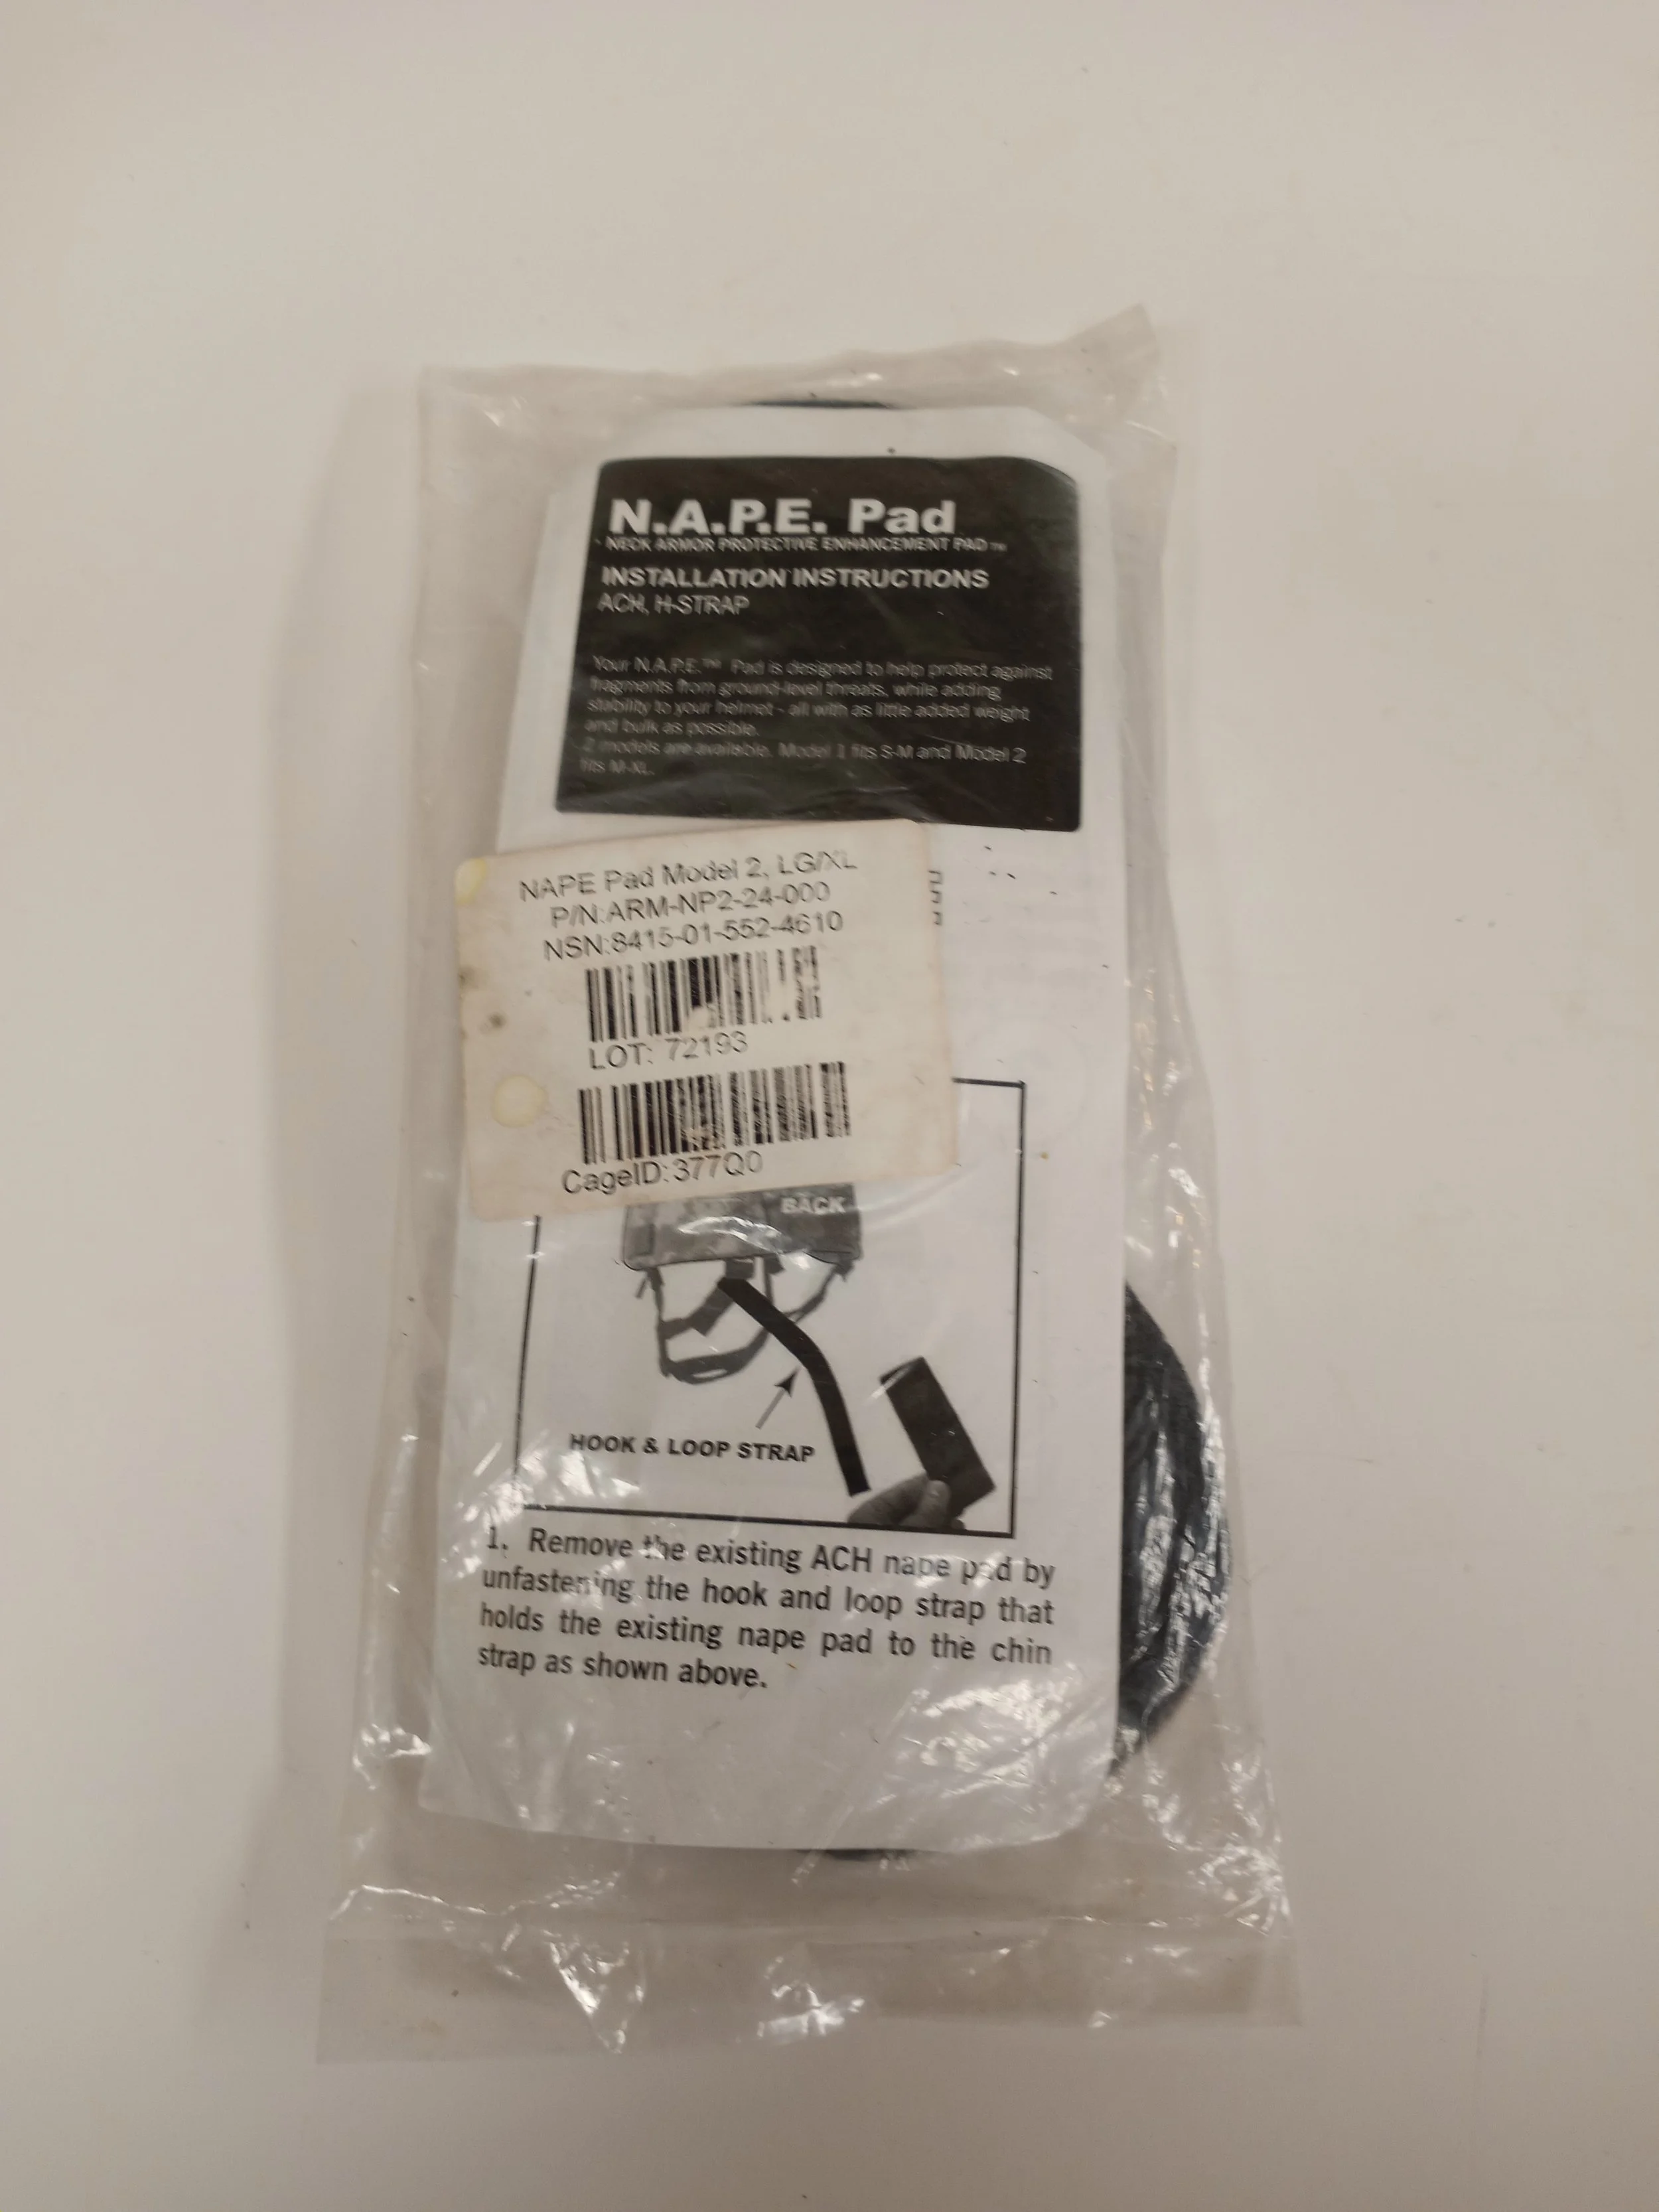 N.A.P.E. Pad
NECK ARMOR PROTECTIVE ENHANCEMENT PAD™
INSTALLATION INSTRUCTIONS
ACH, H-STRAP
Your N.A.P.E.™ Pad is designed to help protect against
fragments from ground-level threats, while adding
stability to your helmet - all with as little added weight
and bulk as possible.
2 models are available. Model 1 fits S-M and Model 2
fits M-XL.
NAPE Pad Model 2, LG/XL
P/N:ARM-NP2-24-000
NSN:8415-01-552-4610
LOT: 72193
CageID:377Q0
BACK
HOOK & LOOP STRAP
1. Remove the existing ACH nape pad by
unfastening the hook and loop strap that
holds the existing nape pad to the chin
strap as shown above.